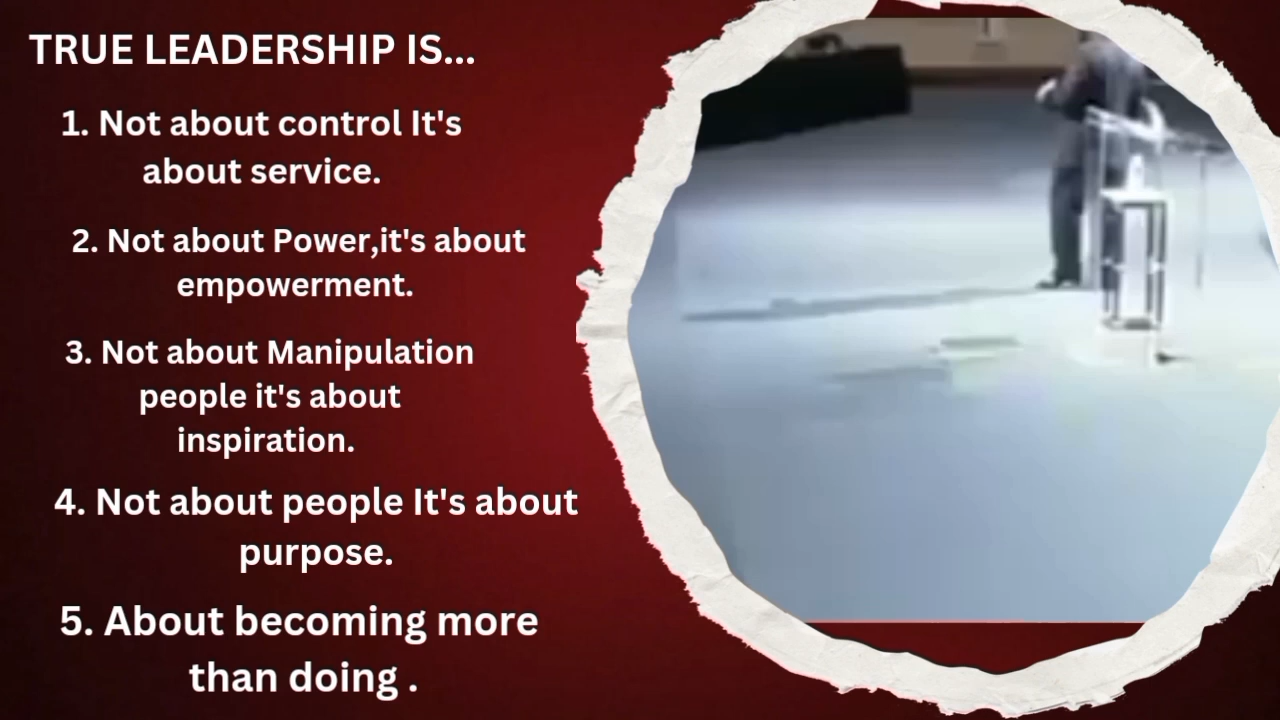 TRUE LEADERSHIP IS...
1. Not about control It's
about service.
2. Not about Power,it's about
empowerment.
3. Not about Manipulation
people it's about
inspiration.
4. Not about people It's about
purpose.
5. About becoming more
than doing .